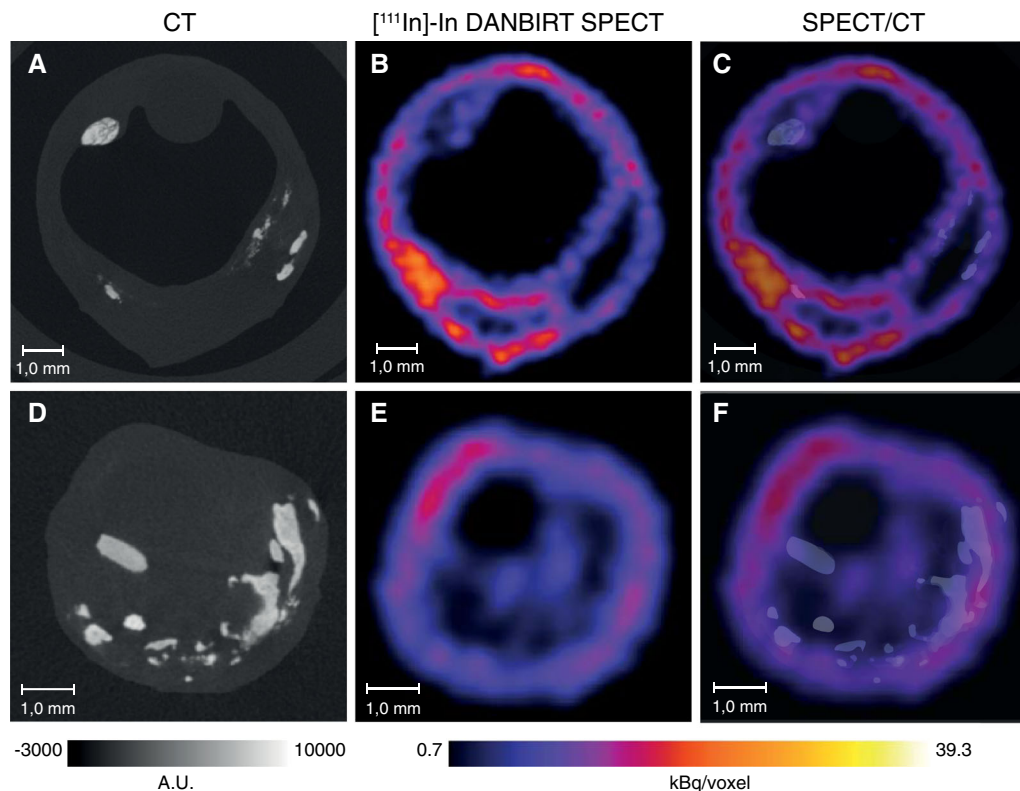 CT
[¹¹¹In]-In DANBIRT SPECT
SPECT/CT
A
B
C
1,0 mm
1,0 mm
1,0 mm
D
E
F
1,0 mm
1,0 mm
1,0 mm
-3000
10000
0.7
39.3
A.U.
kBq/voxel